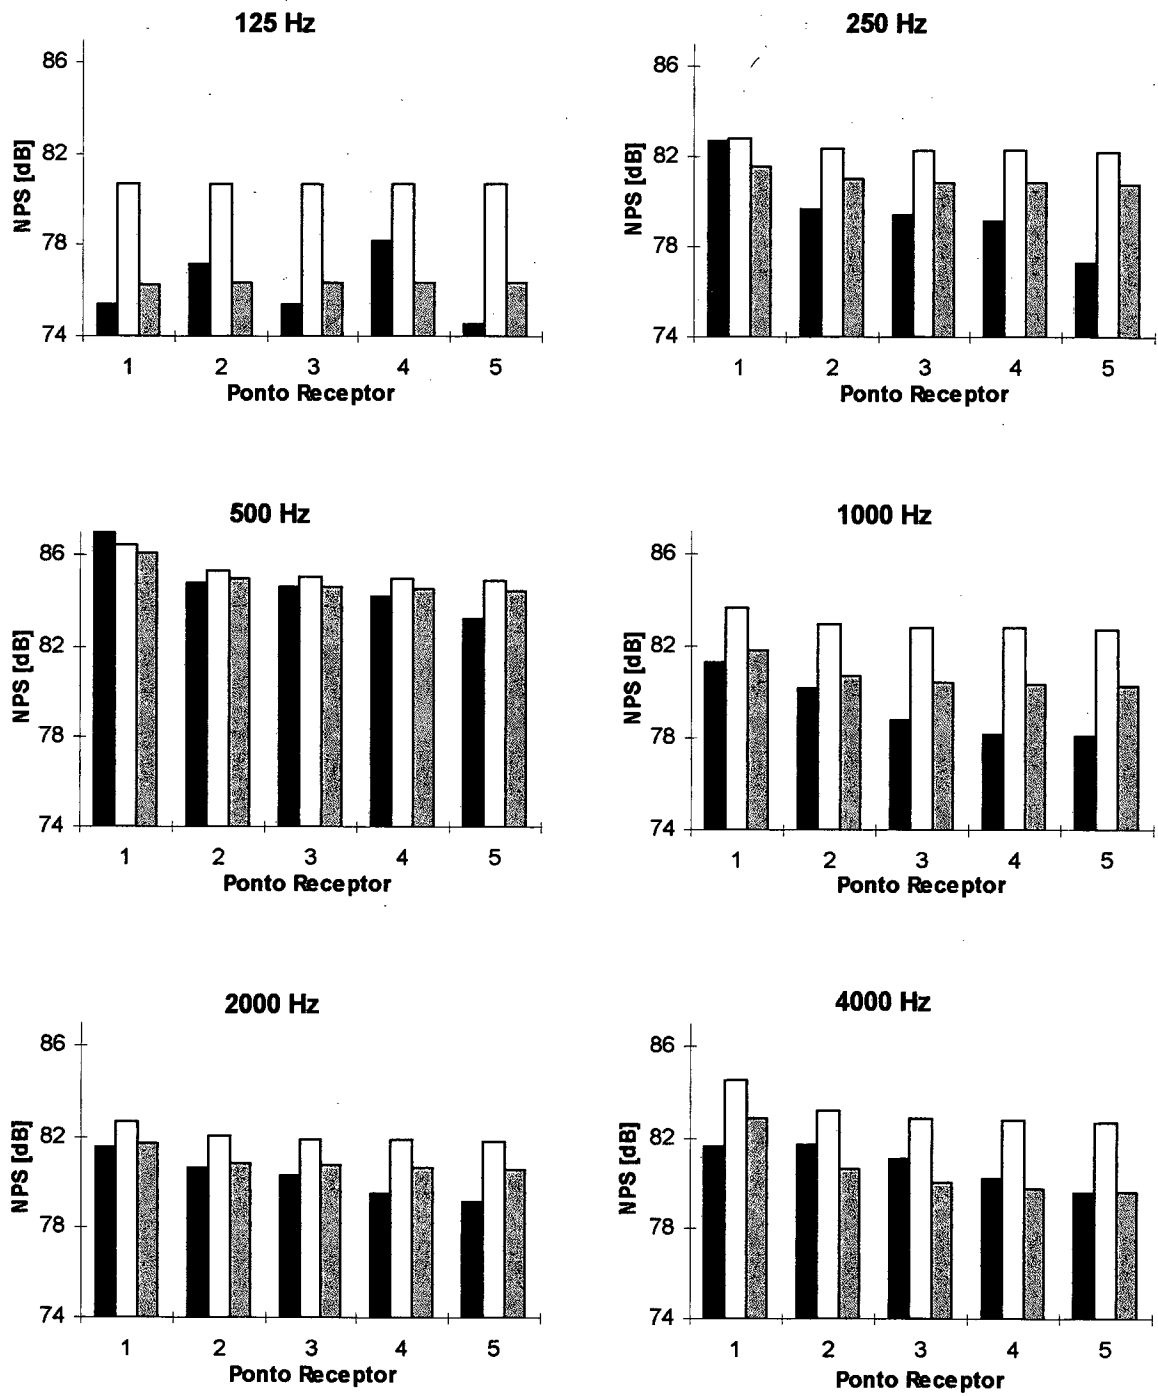 125 Hz
86
82
78
74
NPS [dB]
1 2 3 4 5
Ponto Receptor
250 Hz
86
82
78
74
NPS [dB]
1 2 3 4 5
Ponto Receptor
500 Hz
86
82
78
74
NPS [dB]
1 2 3 4 5
Ponto Receptor
1000 Hz
86
82
78
74
NPS [dB]
1 2 3 4 5
Ponto Receptor
2000 Hz
86
82
78
74
NPS [dB]
1 2 3 4 5
Ponto Receptor
4000 Hz
86
82
78
74
NPS [dB]
1 2 3 4 5
Ponto Receptor